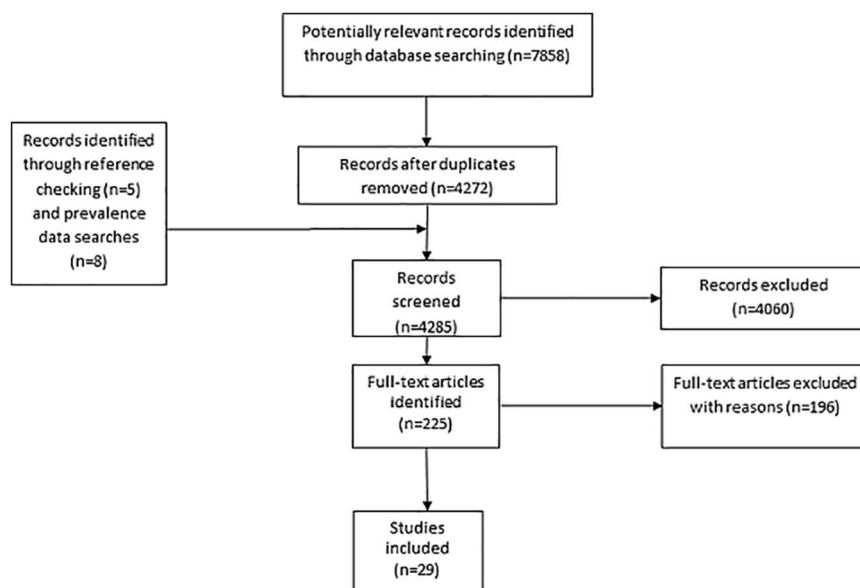 Potentially relevant records identified
through database searching (n=7858)
Records identified
through reference
checking (n=5)
and prevalence
data searches
(n=8)
Records after duplicates
removed (n=4272)
Records
screened
(n=4285)
Records excluded
(n=4060)
Full-text articles
identified
(n=225)
Full-text articles excluded
with reasons (n=196)
Studies
included
(n=29)